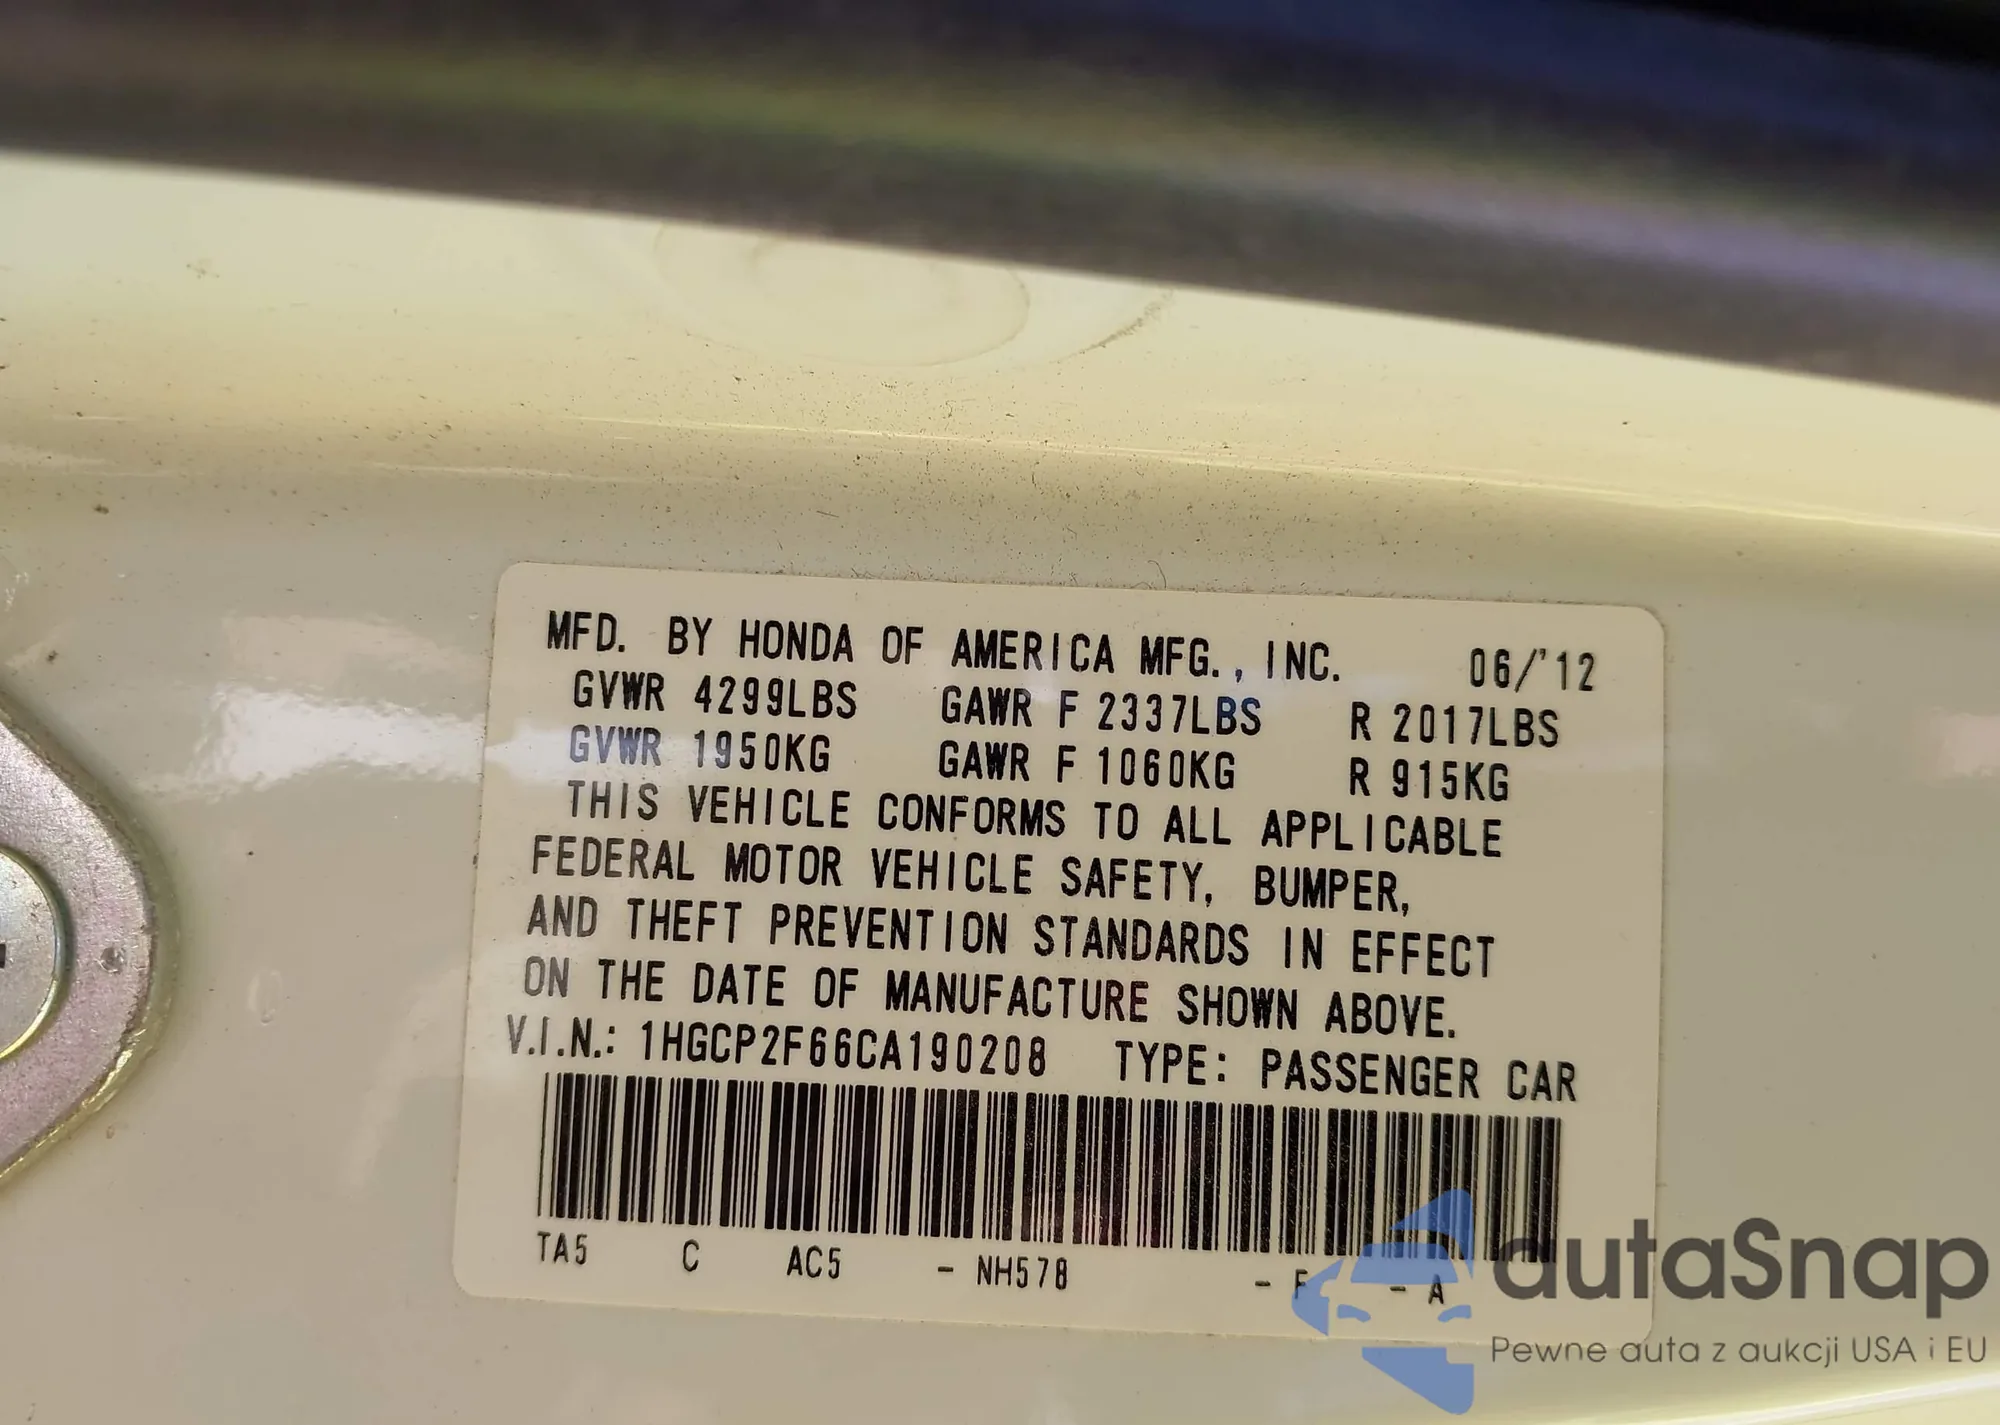 MFD. BY HONDA OF AMERICA MFG., INC. 06/'12
GVWR 4299LBS GAWR F 2337LBS R 2017LBS
GVWR 1950KG GAWR F 1060KG R 915KG
THIS VEHICLE CONFORMS TO ALL APPLICABLE
FEDERAL MOTOR VEHICLE SAFETY, BUMPER,
AND THEFT PREVENTION STANDARDS IN EFFECT
ON THE DATE OF MANUFACTURE SHOWN ABOVE.
V.I.N.: 1HGCP2F66CA190208 TYPE: PASSENGER CAR
TA5 C AC5 - NH578 - F - A
autaSnap
Pewne auta z aukcji USA i EU